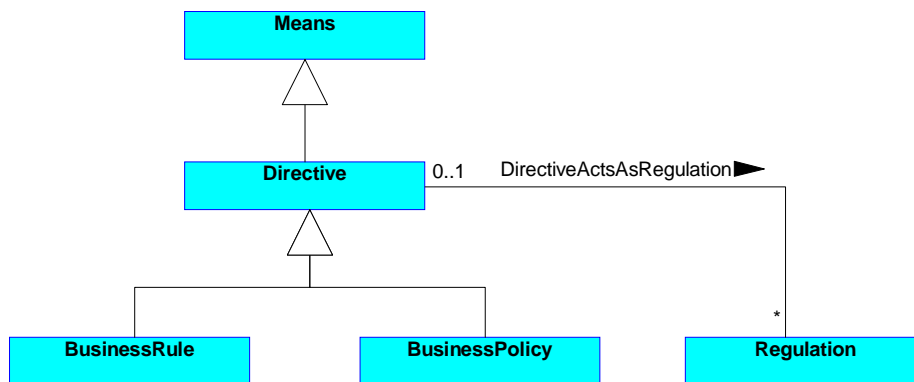 Means
Directive
0..1
DirectiveActsAsRegulation
*
BusinessRule
BusinessPolicy
Regulation